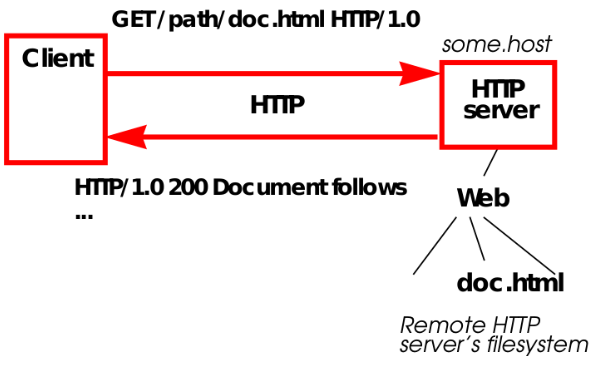 GET/path/doc.html HTTP/1.0
some.host
Client
HTTP
server
HTTP
HTTP/1.0 200 Document follows
...
Web
doc.html
Remote HTTP
server's filesystem